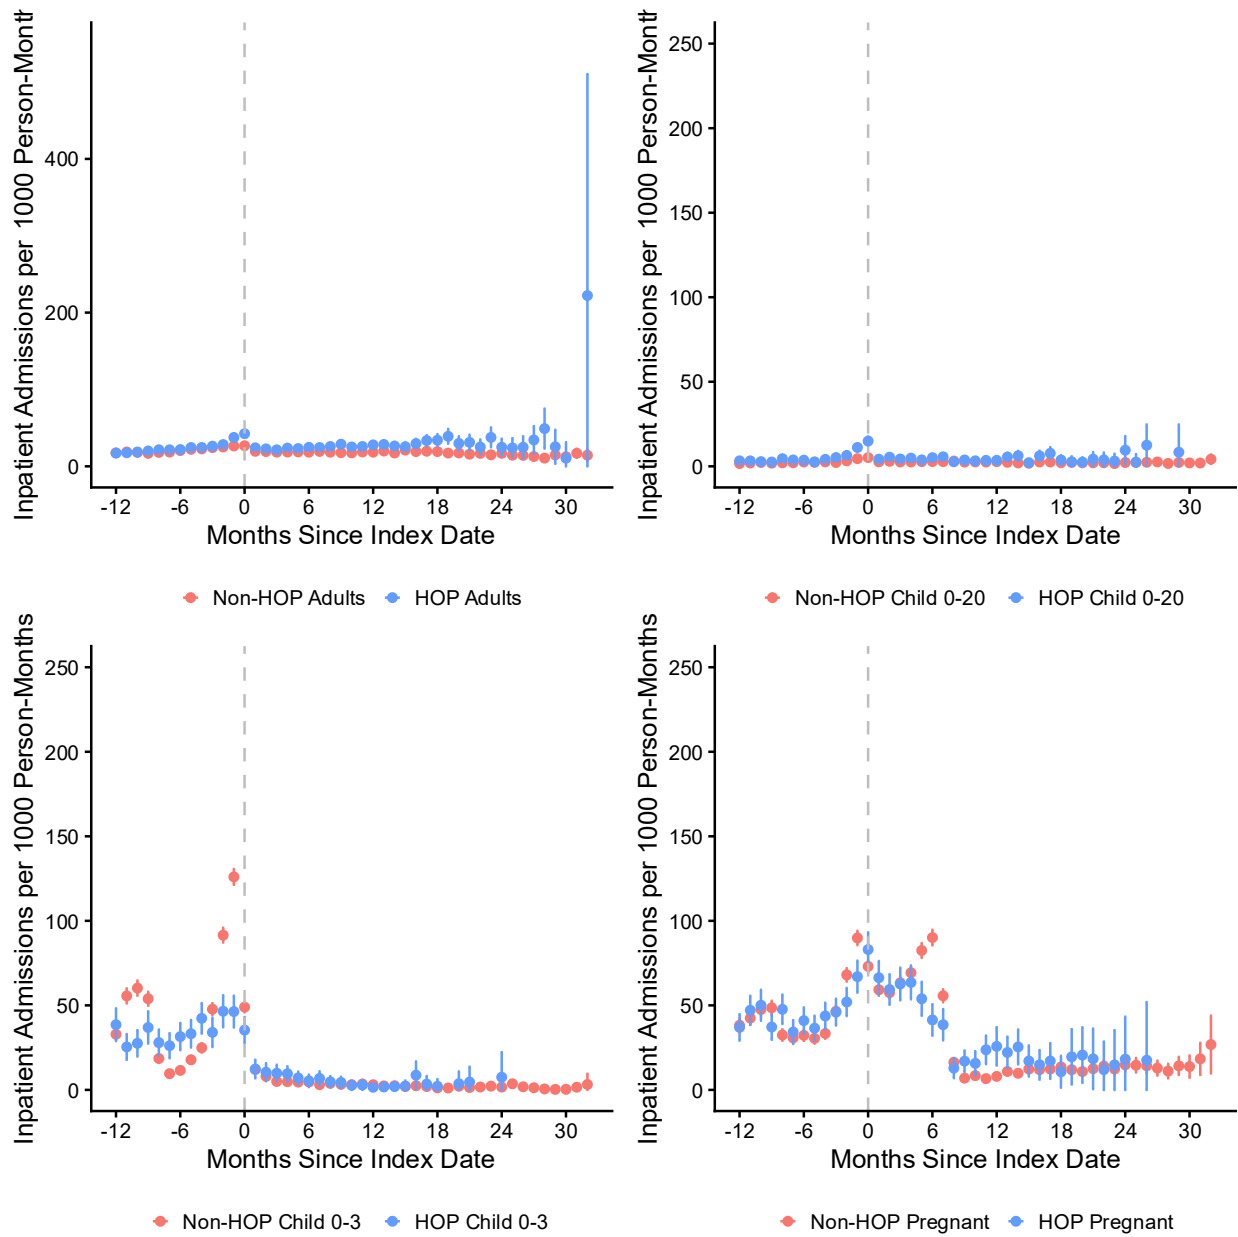 Inpatient Admissions per 1000 Person-Mont
400
200
0
-12 -6 0 6 12 18 24 30
Months Since Index Date
Non-HOP Adults HOP Adults
Inpatient Admissions per 1000 Person-Mont
250
200
150
100
50
0
-12 -6 0 6 12 18 24 30
Months Since Index Date
Non-HOP Child 0-20 HOP Child 0-20
Inpatient Admissions per 1000 Person-Months
250
200
150
100
50
0
-12 -6 0 6 12 18 24 30
Months Since Index Date
Non-HOP Child 0-3 HOP Child 0-3
Inpatient Admissions per 1000 Person-Months
250
200
150
100
50
0
-12 -6 0 6 12 18 24 30
Months Since Index Date
Non-HOP Pregnant HOP Pregnant